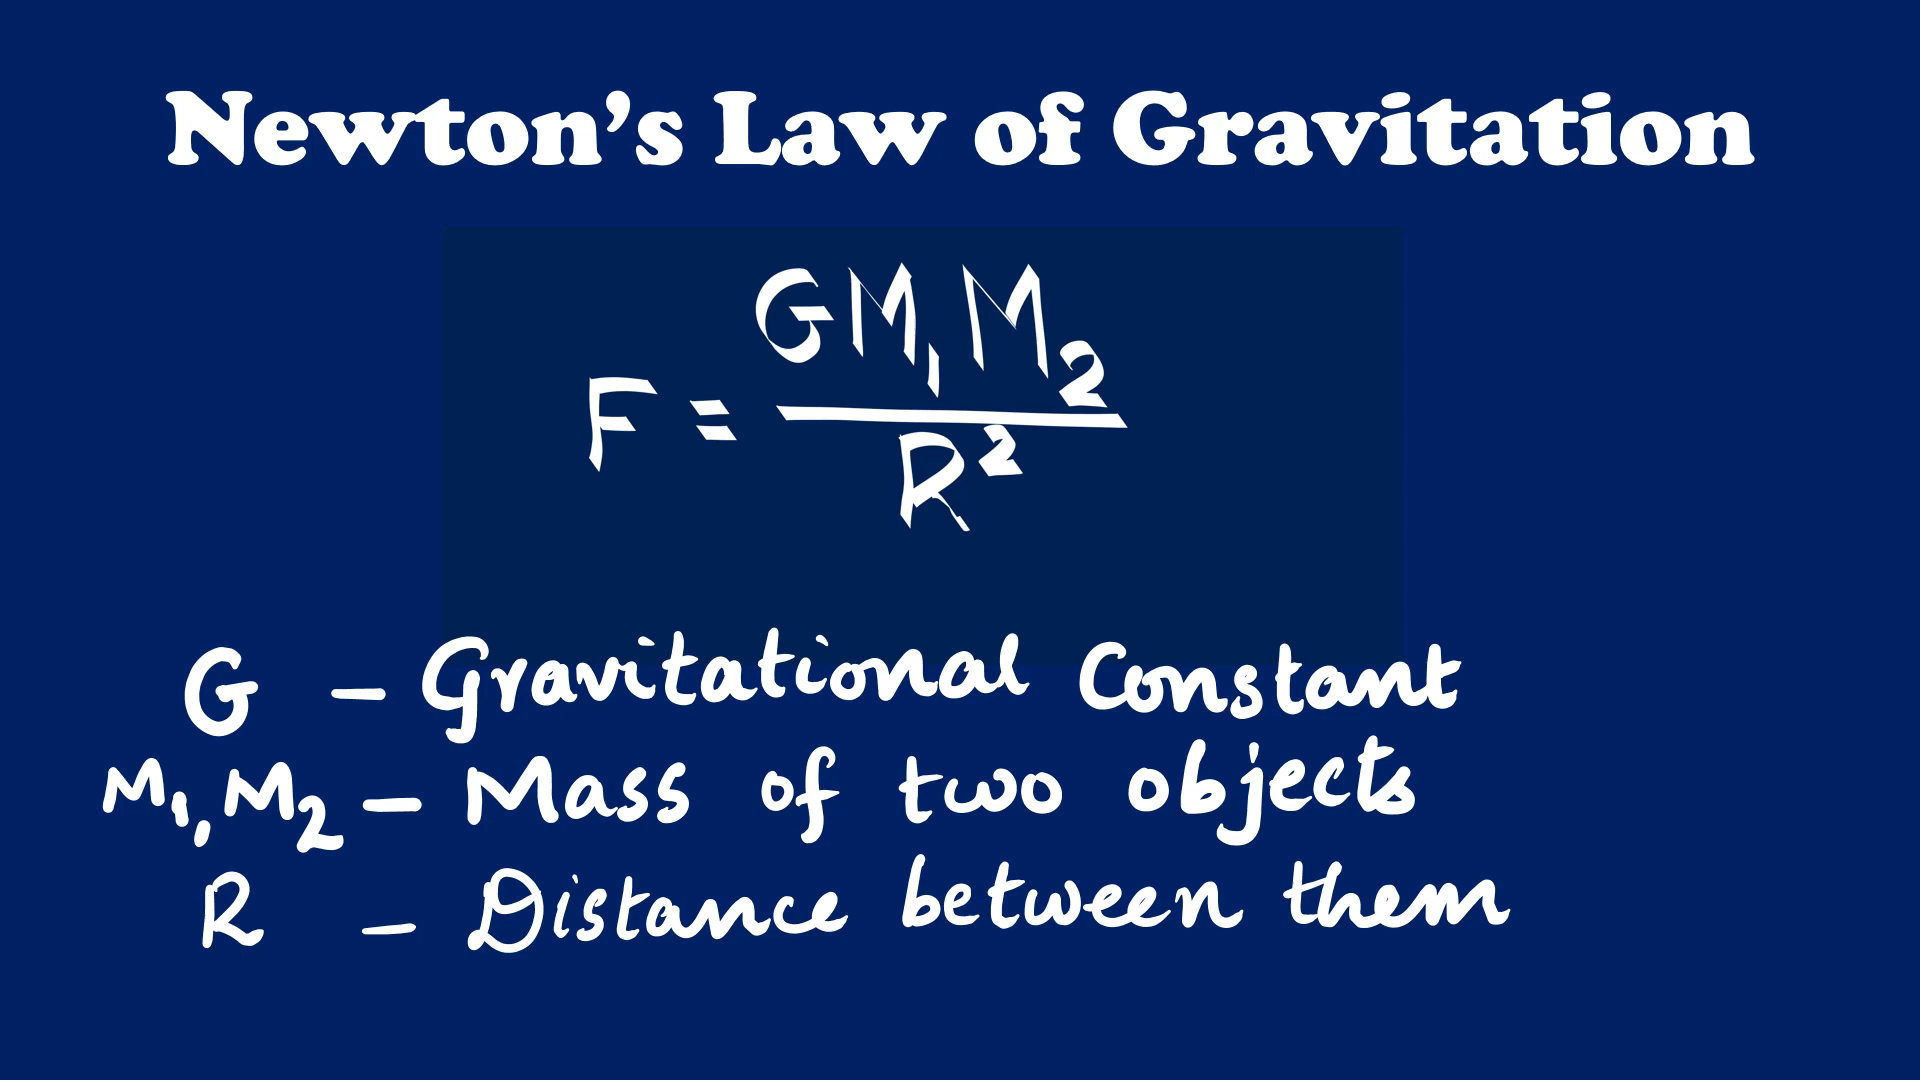 Newton’s Law of Gravitation
F = GM₁M₂ / R²
G – Gravitational Constant
M₁, M₂ – Mass of two objects
R – Distance between them